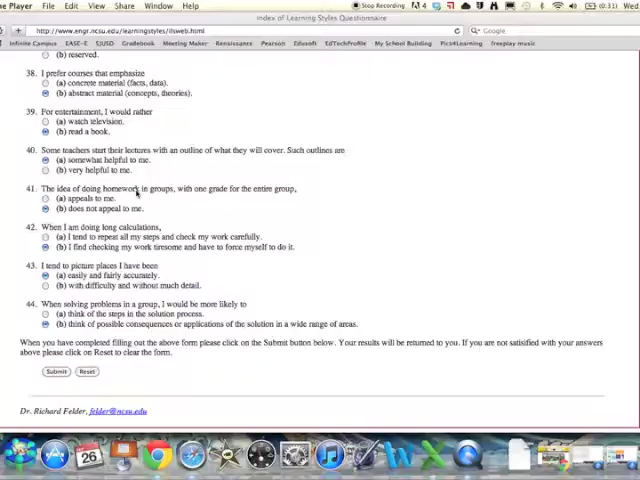 me Player File Edit View Share Window Help Stop Recording 4 (0:31) Wed
Index of Learning Styles Questionnaire
http://www.engr.ncsu.edu/learningstyles/ilsweb.html Google
Infinite Campus EASE-E SJUSD Gradebook Meeting Maker Renaissance Pearson Edusoft EdTechProfile My School Building Pics4Learning freeplay music
(b) reserved.
38. I prefer courses that emphasize
(a) concrete material (facts, data).
(b) abstract material (concepts, theories).
39. For entertainment, I would rather
(a) watch television.
(b) read a book.
40. Some teachers start their lectures with an outline of what they will cover. Such outlines are
(a) somewhat helpful to me.
(b) very helpful to me.
41. The idea of doing homework in groups, with one grade for the entire group,
(a) appeals to me.
(b) does not appeal to me.
42. When I am doing long calculations,
(a) I tend to repeat all my steps and check my work carefully.
(b) I find checking my work tiresome and have to force myself to do it.
43. I tend to picture places I have been
(a) easily and fairly accurately.
(b) with difficulty and without much detail.
44. When solving problems in a group, I would be more likely to
(a) think of the steps in the solution process.
(b) think of possible consequences or applications of the solution in a wide range of areas.
When you have completed filling out the above form please click on the Submit button below. Your results will be returned to you. If you are not satisified with your answers
above please click on Reset to clear the form.
Submit Reset
Dr. Richard Felder, felder@ncsu.edu
26